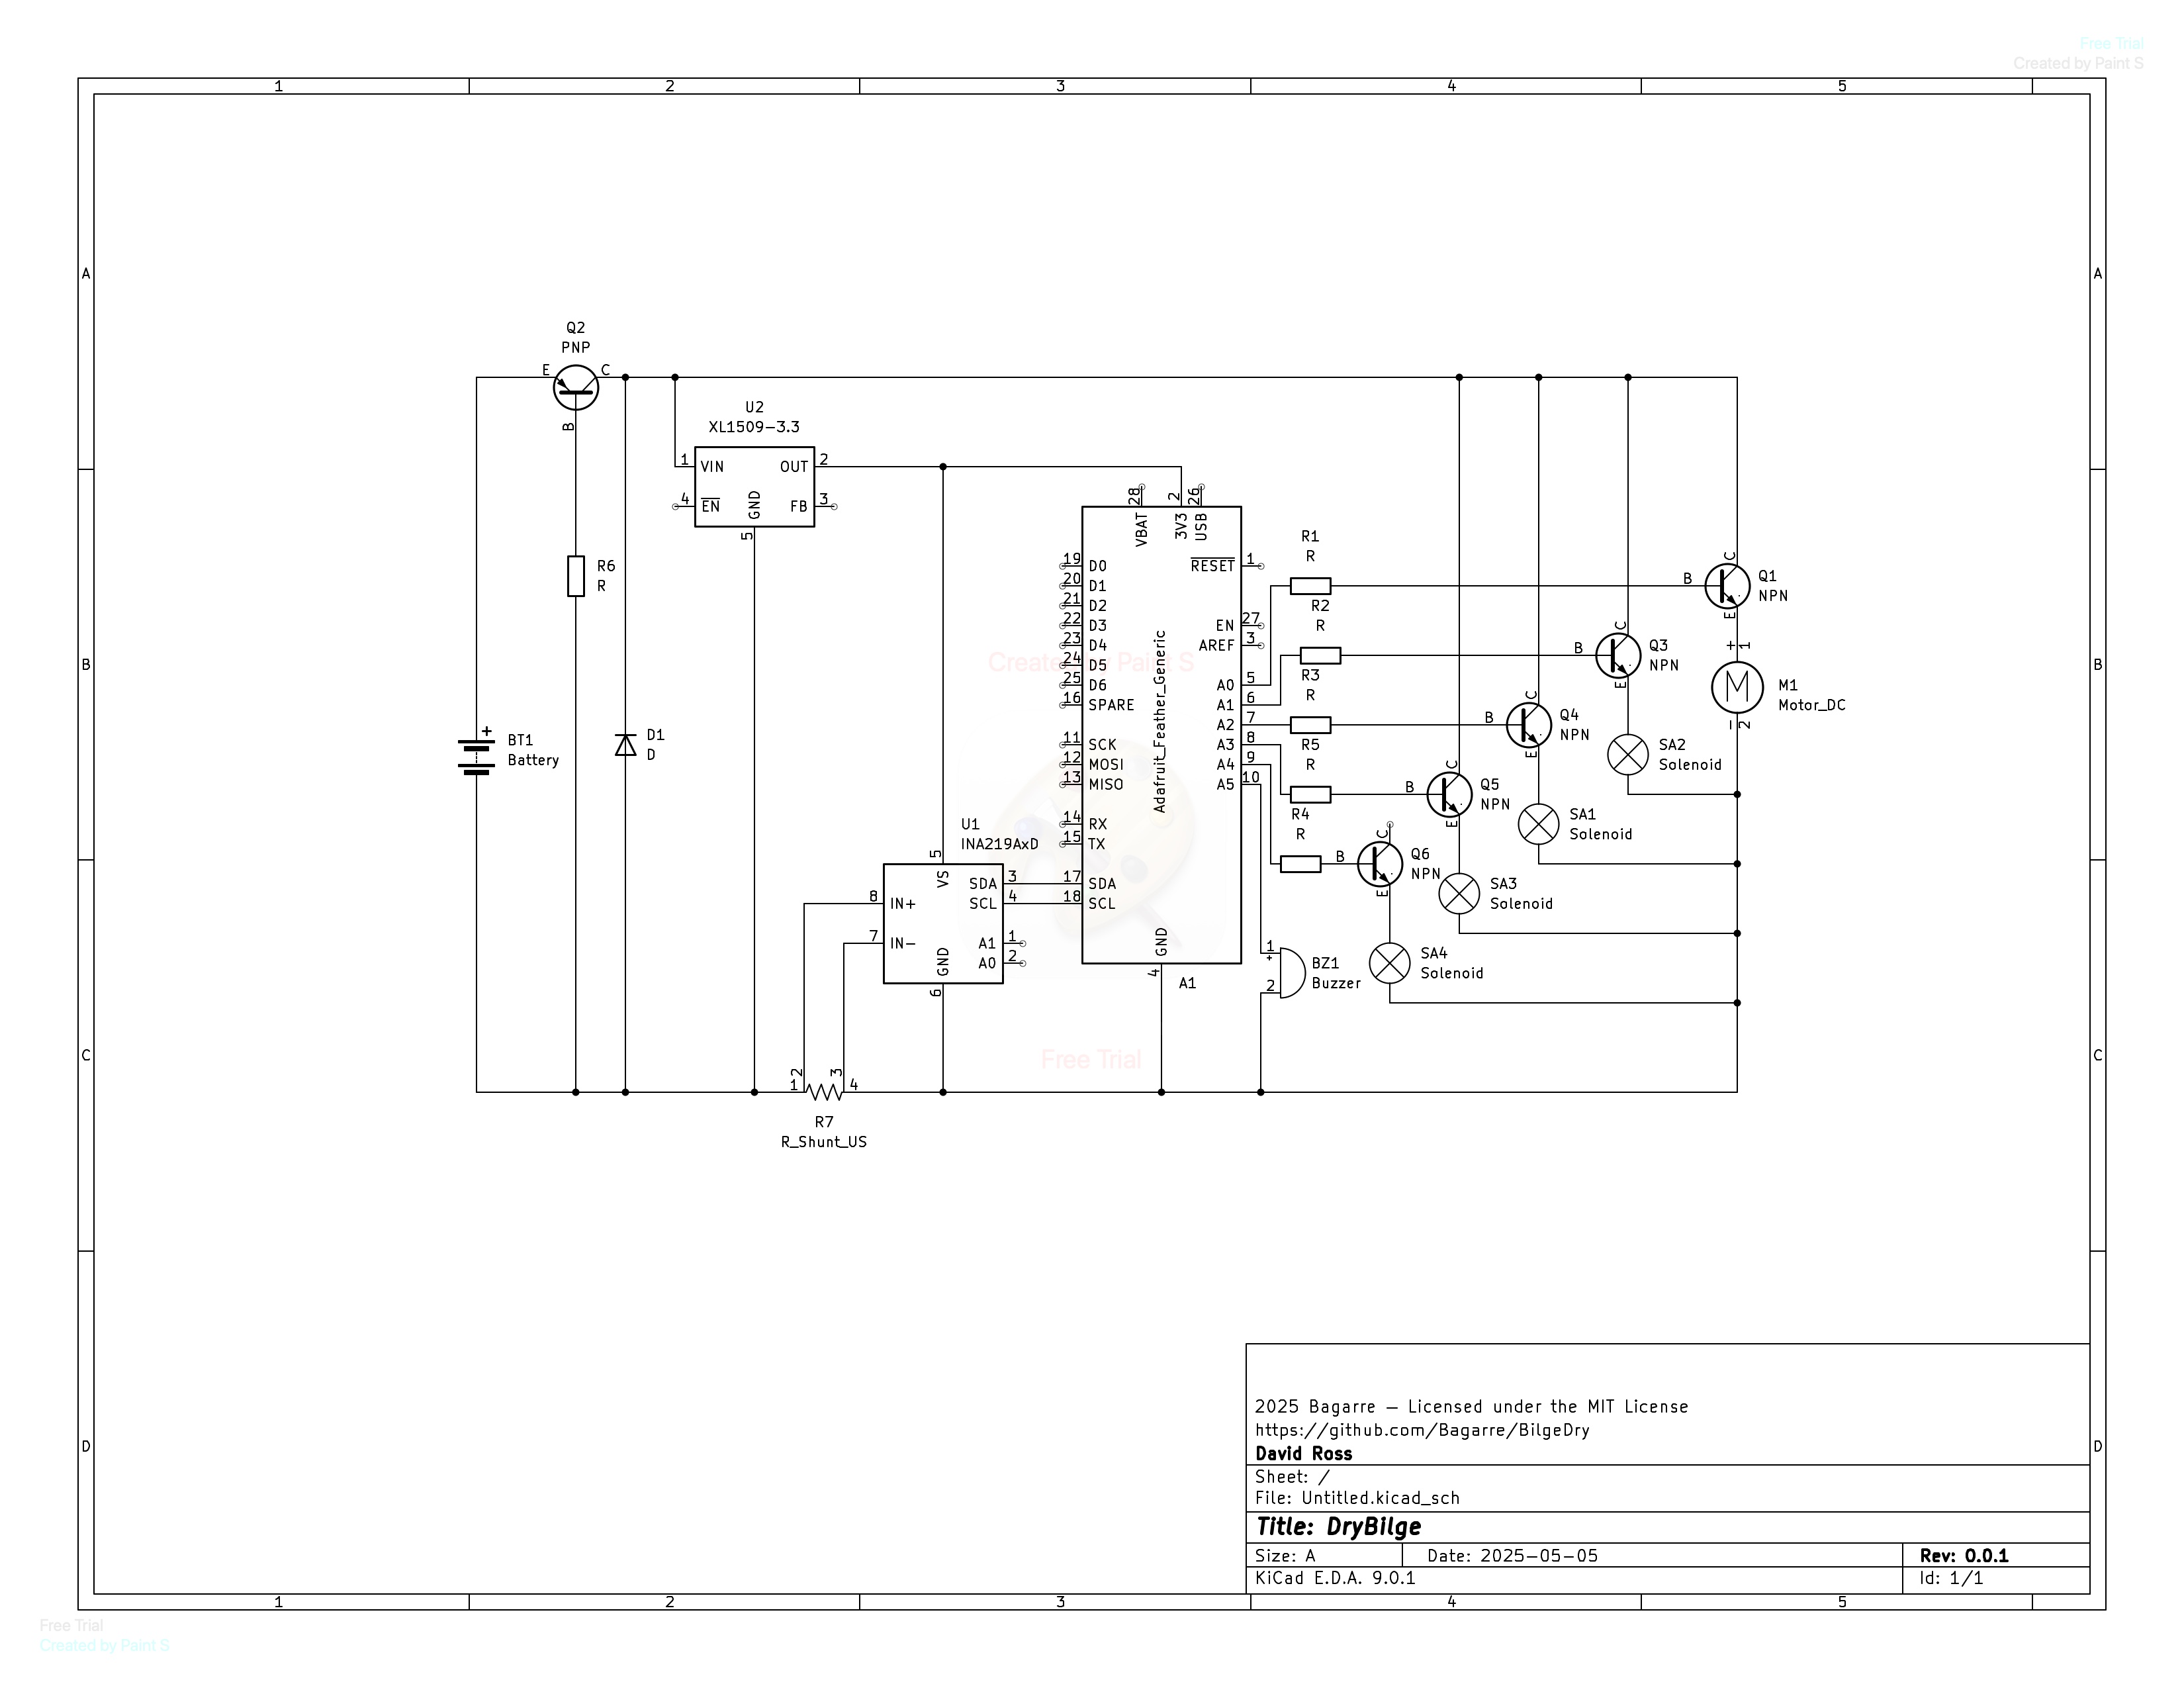 Free Trial
Created by Paint S
1 2 3 4 5
A A
Q2
PNP
E C
B
U2
XL1509-3.3
1 VIN OUT 2
4 EN GND FB 3
5
28 2 26
VBAT 3V3 USB
R6
R
19 D0 RESET 1
20 D1
21 D2
22 D3 EN 27
23 D4 AREF 3
24 D5
25 D6 A0 5
16 SPARE A1 6
A2 7
11 SCK A3 8
12 MOSI A4 9
13 MISO A5 10
14 RX
15 TX
17 SDA
18 SCL
GND
4
Adafruit_Feather_Generic
A1
R1
R
R2
R
R3
R
R5
R
R4
R
B C E Q1
NPN
B C E Q3
NPN
B C E Q4
NPN
B C E Q5
NPN
B C E Q6
NPN
+ 1
M M1
Motor_DC
- 2
SA2
Solenoid
SA1
Solenoid
SA3
Solenoid
SA4
Solenoid
B B
Created by Paint S
+
BT1
Battery
D1
D
U1
INA219AxD
5
VS SDA 3
8 IN+ SCL 4
7 IN- A1 1
GND A0 2
6
1
+
2
BZ1
Buzzer
Free Trial
C C
1 2 3 4
R7
R_Shunt_US
D D
2025 Bagarre — Licensed under the MIT License
https://github.com/Bagarre/BilgeDry
David Ross
Sheet: /
File: Untitled.kicad_sch
Title: DryBilge
Size: A Date: 2025-05-05 Rev: 0.0.1
KiCad E.D.A. 9.0.1 Id: 1/1
1 2 3 4 5
Free Trial
Created by Paint S